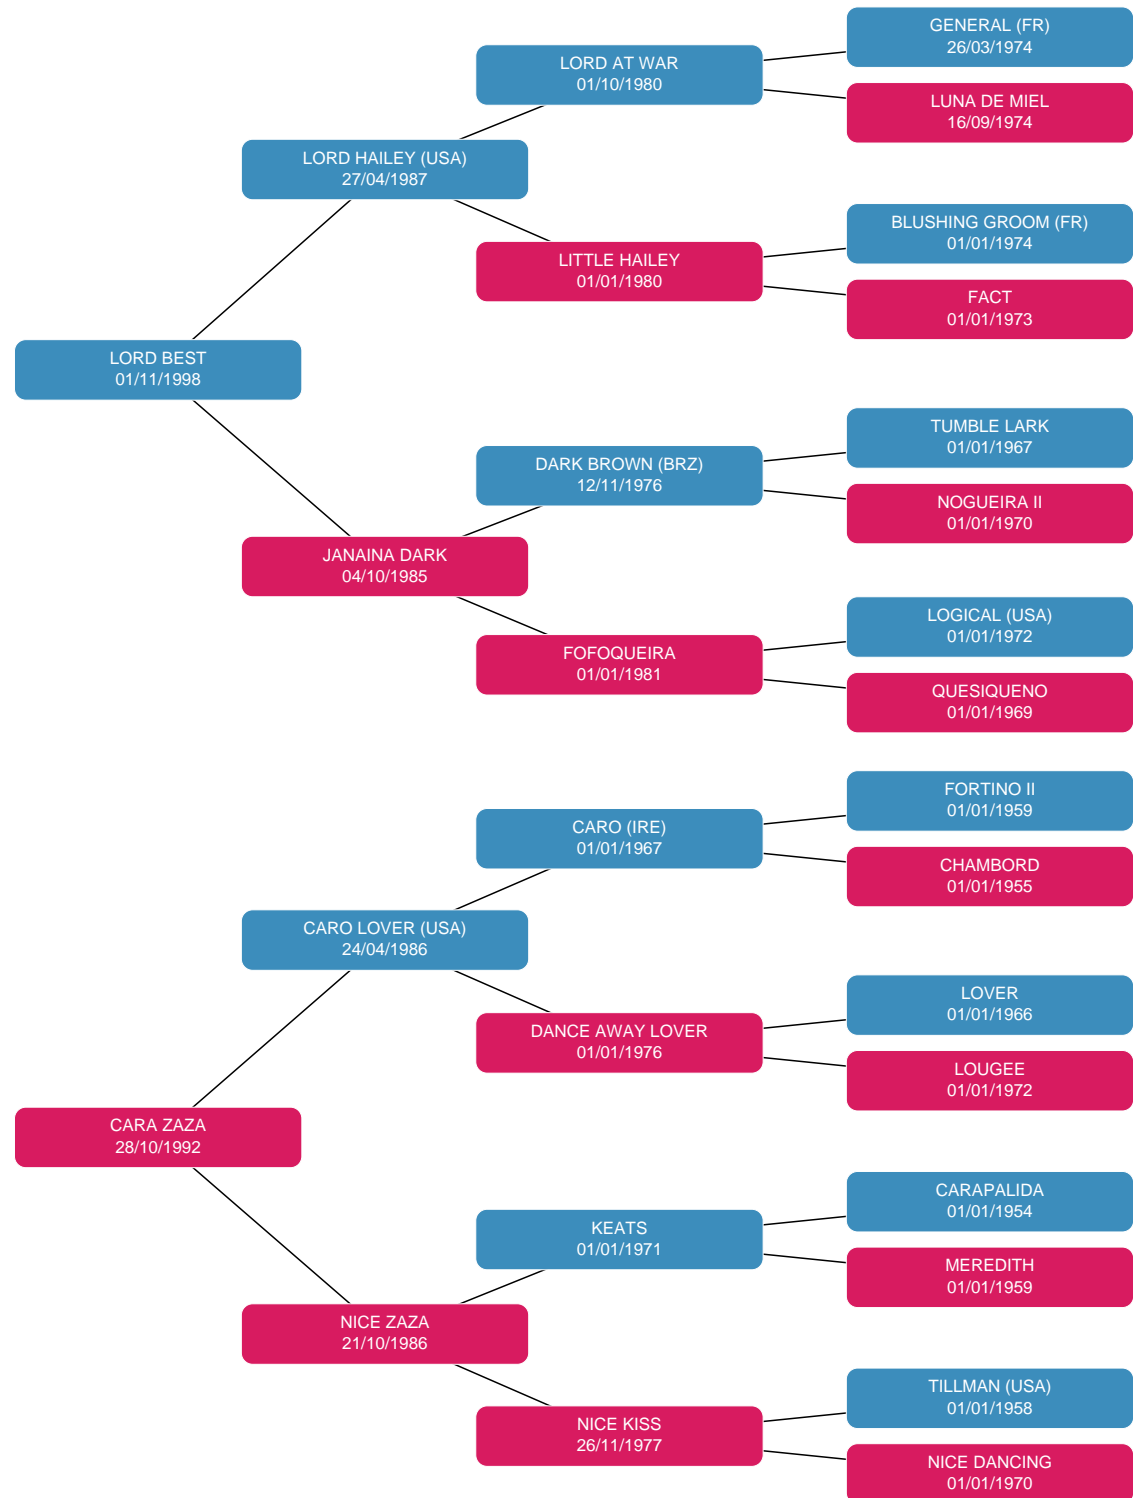 GENERAL (FR)
26/03/1974
LORD AT WAR
01/10/1980
LUNA DE MIEL
16/09/1974
LORD HAILEY (USA)
27/04/1987
BLUSHING GROOM (FR)
01/01/1974
LITTLE HAILEY
01/01/1980
FACT
01/01/1973
LORD BEST
01/11/1998
TUMBLE LARK
01/01/1967
DARK BROWN (BRZ)
12/11/1976
NOGUEIRA II
01/01/1970
JANAINA DARK
04/10/1985
LOGICAL (USA)
01/01/1972
FOFOQUEIRA
01/01/1981
QUESIQUENO
01/01/1969
FORTINO II
01/01/1959
CARO (IRE)
01/01/1967
CHAMBORD
01/01/1955
CARO LOVER (USA)
24/04/1986
LOVER
01/01/1966
DANCE AWAY LOVER
01/01/1976
LOUGEE
01/01/1972
CARA ZAZA
28/10/1992
CARAPALIDA
01/01/1954
KEATS
01/01/1971
MEREDITH
01/01/1959
NICE ZAZA
21/10/1986
TILLMAN (USA)
01/01/1958
NICE KISS
26/11/1977
NICE DANCING
01/01/1970